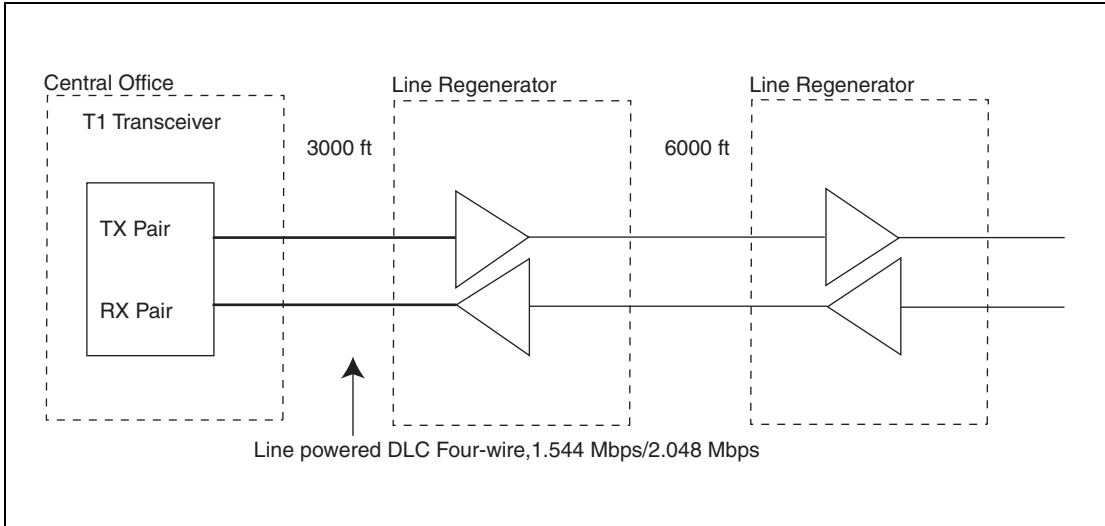 Central Office
Line Regenerator
Line Regenerator
T1 Transceiver
3000 ft
6000 ft
TX Pair
RX Pair
Line powered DLC Four-wire,1.544 Mbps/2.048 Mbps